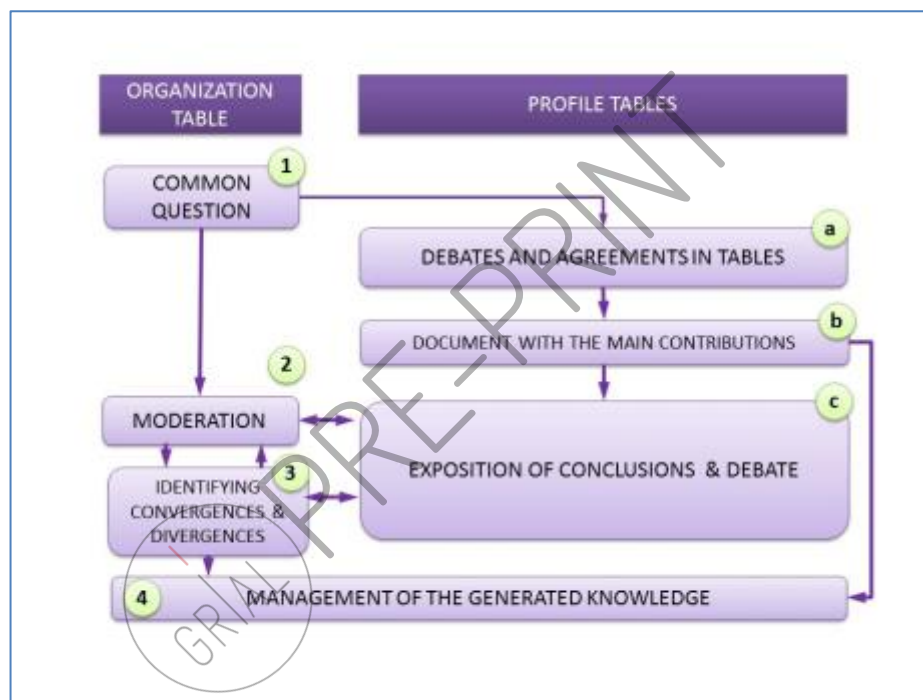 ORGANIZATION
TABLE
PROFILE TABLES
1
COMMON
QUESTION
a
DEBATES AND AGREEMENTS IN TABLES
b
DOCUMENT WITH THE MAIN CONTRIBUTIONS
2
MODERATION
c
EXPOSITION OF CONCLUSIONS & DEBATE
3
IDENTIFYING
CONVERGENCES &
DIVERGENCES
4
MANAGEMENT OF THE GENERATED KNOWLEDGE
PRE-PRINT
GRIAL